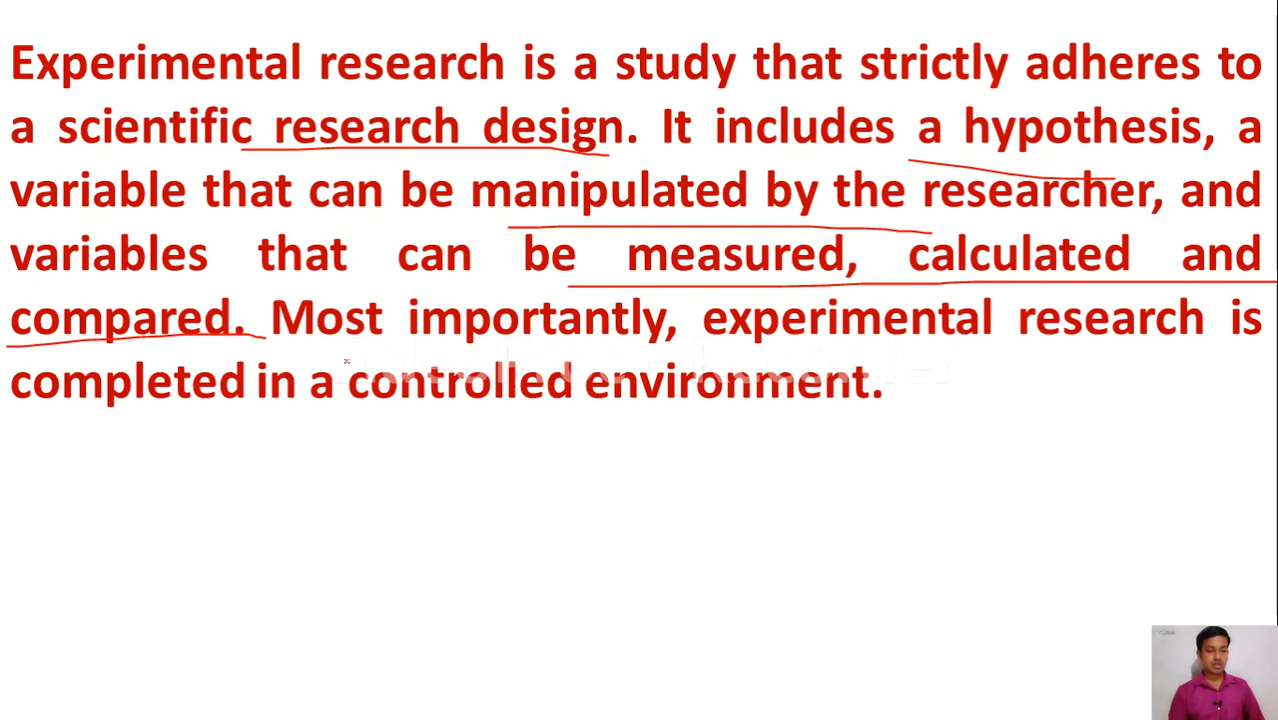 Experimental research is a study that strictly adheres to
a scientific research design. It includes a hypothesis, a
variable that can be manipulated by the researcher, and
variables that can be measured, calculated and
compared. Most importantly, experimental research is
completed in a controlled environment.